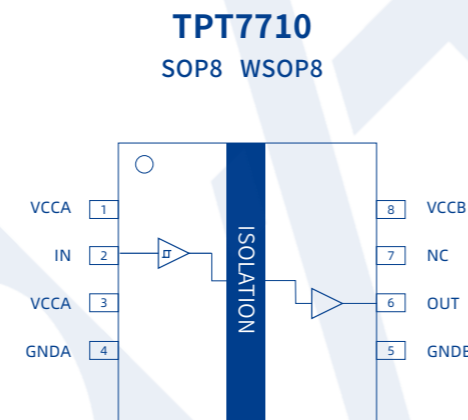 TPT7710
SOP8 WSOP8
VCCA 1
8 VCCB
IN 2
7 NC
VCCA 3
6 OUT
GNDA 4
5 GNDB
ISOLATION